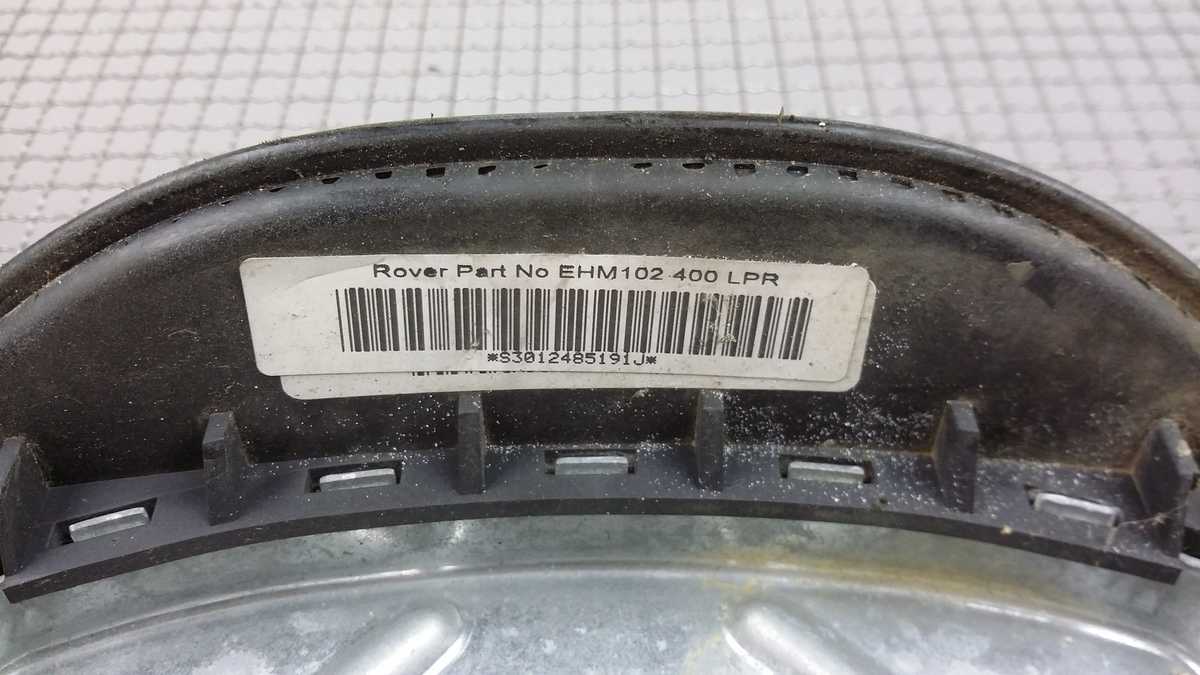 Rover Part No EHM102 400 LPR
*S3012485191J*